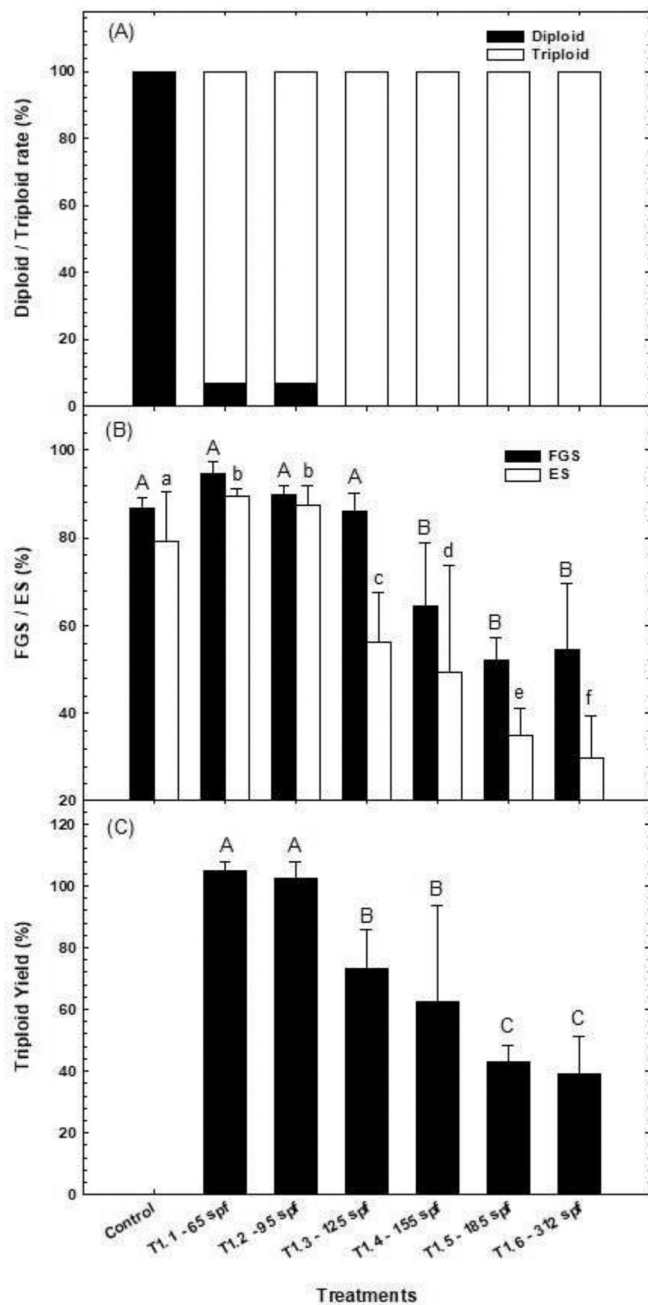 (A)
Diploid
Triploid
100
80
60
40
20
0
Diploid / Triploid rate (%)
(B)
FGS
ES
A a A b A b A c B d B e B f
100
80
60
40
20
FGS / ES (%)
(C)
A A B B C C
120
100
80
60
40
20
0
Triploid Yield (%)
Control
T1.1 - 65 spf
T1.2 -95 spf
T1.3 - 125 spf
T1.4 - 155 spf
T1.5 - 185 spf
T1.6 - 312 spf
Treatments